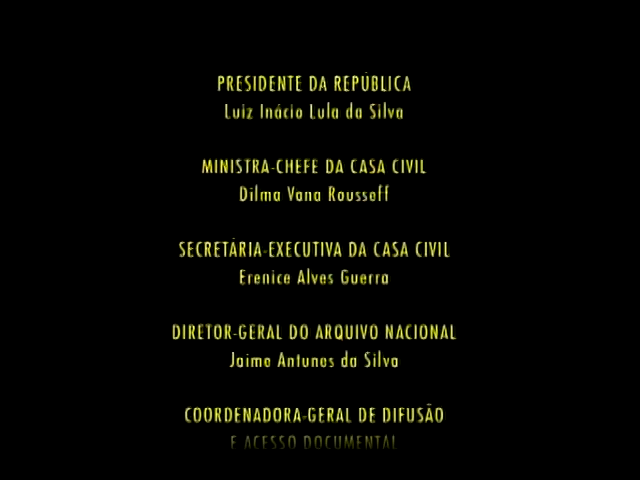 PRESIDENTE DA REPÚBLICA
Luiz Inácio Lula da Silva
MINISTRA-CHEFE DA CASA CIVIL
Dilma Vana Rousseff
SECRETÁRIA-EXECUTIVA DA CASA CIVIL
Erenice Alves Guerra
DIRETOR-GERAL DO ARQUIVO NACIONAL
Jaime Antunes da Silva
COORDENADORA-GERAL DE DIFUSÃO
E ACESSO DOCUMENTAL